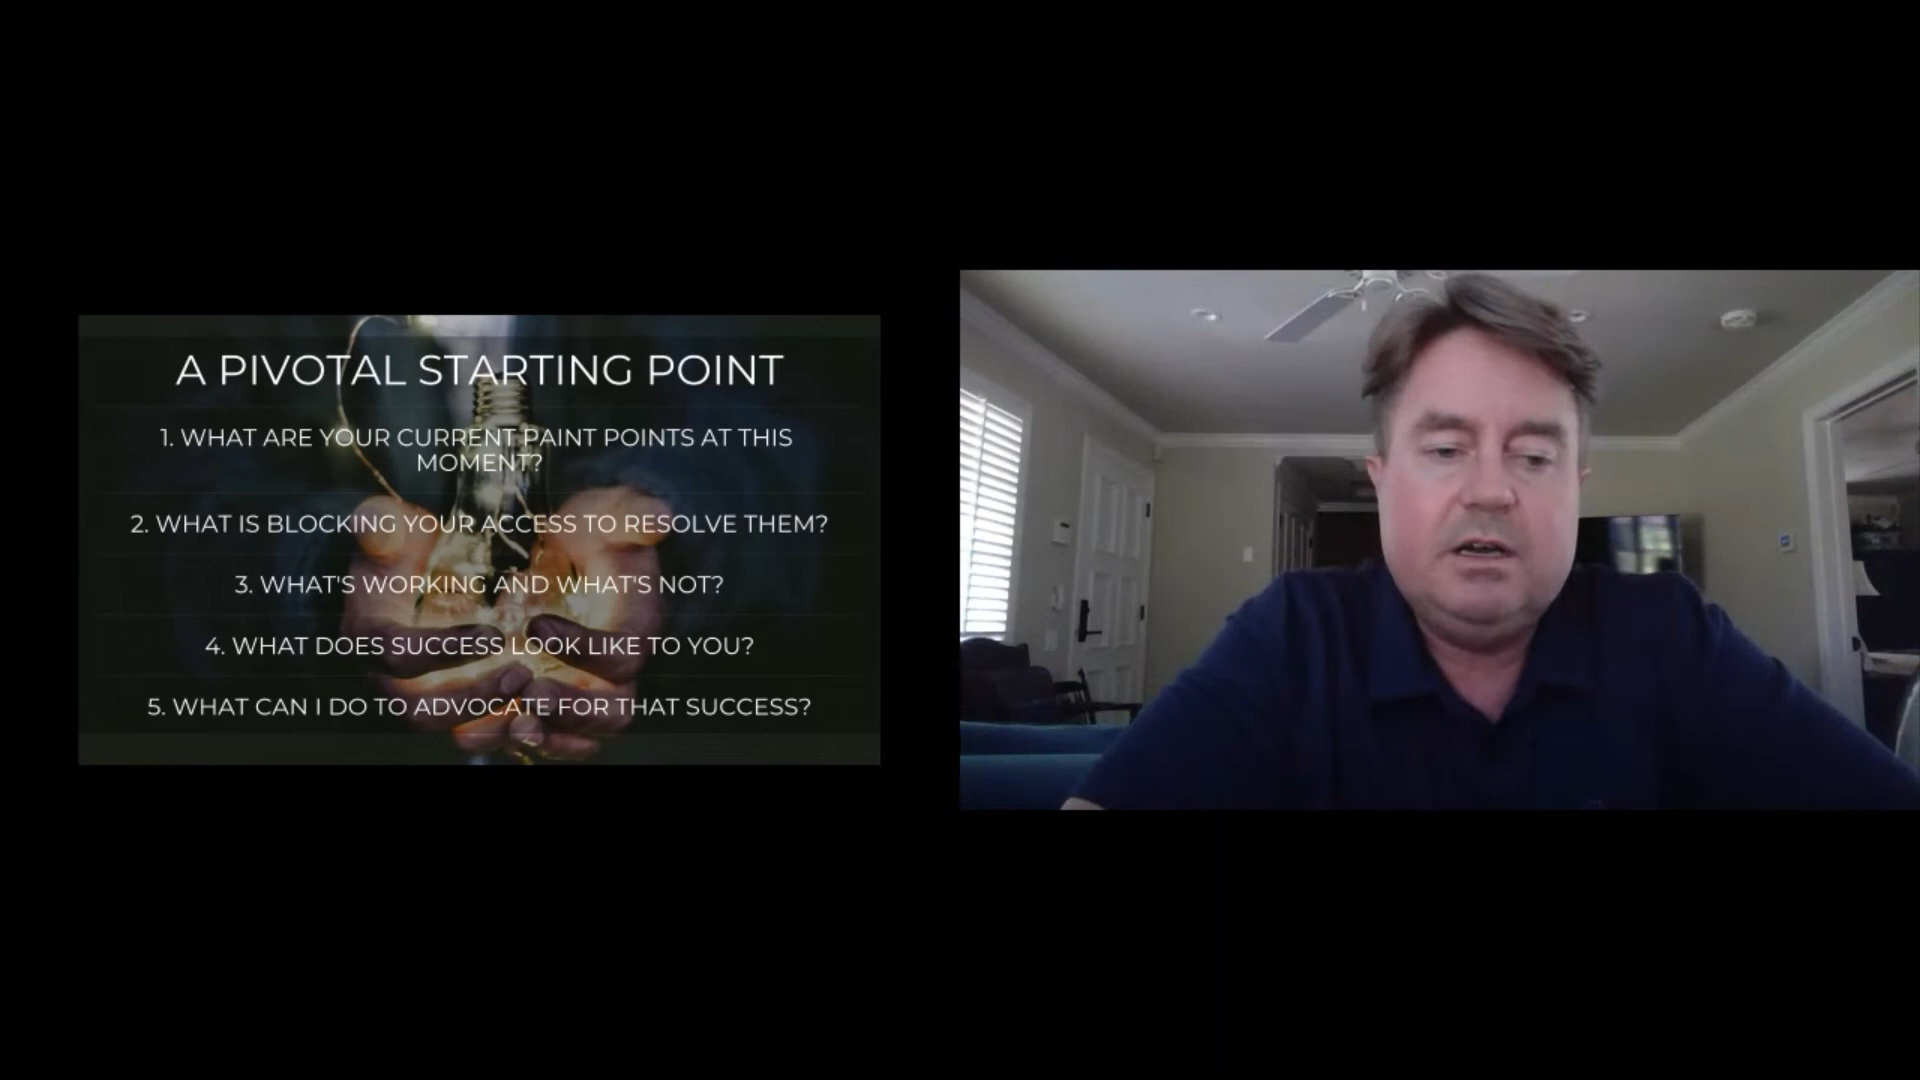 A PIVOTAL STARTING POINT
1. WHAT ARE YOUR CURRENT PAINT POINTS AT THIS
MOMENT?
2. WHAT IS BLOCKING YOUR ACCESS TO RESOLVE THEM?
3. WHAT'S WORKING AND WHAT'S NOT?
4. WHAT DOES SUCCESS LOOK LIKE TO YOU?
5. WHAT CAN I DO TO ADVOCATE FOR THAT SUCCESS?